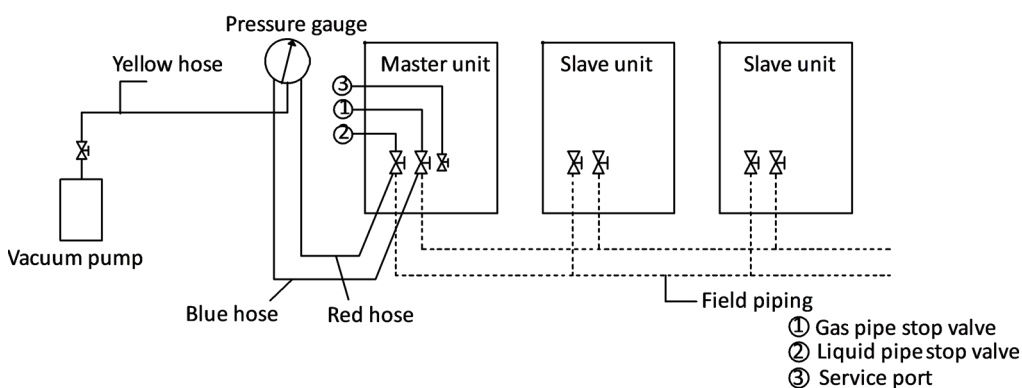 Pressure gauge
Yellow hose
Master unit
Slave unit
Slave unit
③
①
②
Vacuum pump
Blue hose
Red hose
Field piping
① Gas pipe stop valve
② Liquid pipe stop valve
③ Service port